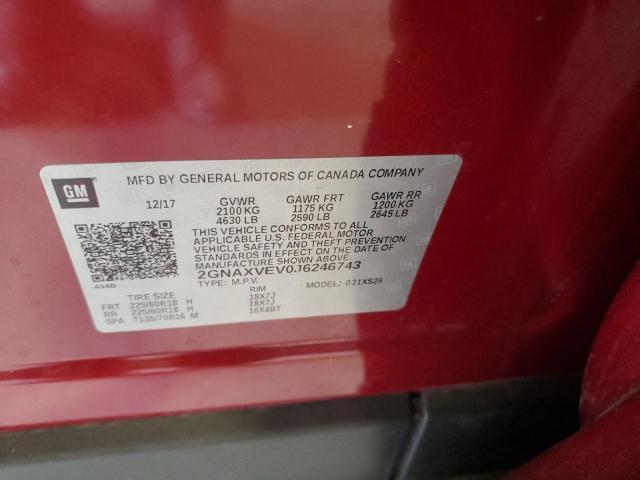 GM
MFD BY GENERAL MOTORS OF CANADA COMPANY
12/17
GVWR
2100 KG
4630 LB
GAWR FRT
1175 KG
2590 LB
GAWR RR
1200 KG
2645 LB
THIS VEHICLE CONFORMS TO ALL
APPLICABLE U.S. FEDERAL MOTOR
VEHICLE SAFETY AND BUMPER
STANDARDS IN EFFECT ON THE DATE
OF MANUFACTURE SHOWN ABOVE.
2GNAXVEV0J6246743
TYPE: M.P.V. MODEL: 031XS26
434B
TIRE SIZE RIM
FRT 225/60R18 H 18X7J
RR 225/60R18 H 18X7J
SPA T135/70R16 M 16X4BT